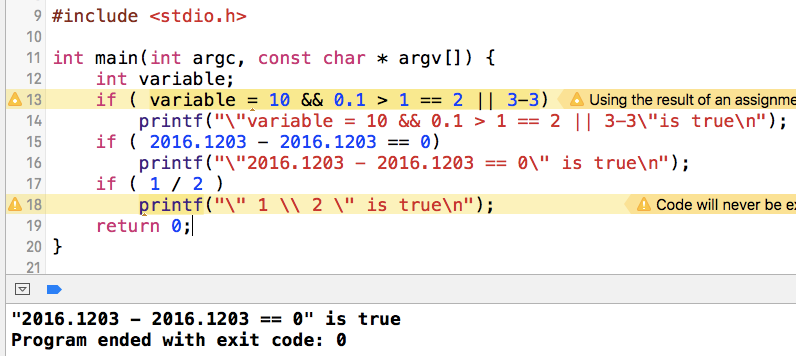 9 #include <stdio.h>
10
11 int main(int argc, const char * argv[]) {
12     int variable;
13     if ( variable = 10 && 0.1 > 1 == 2 || 3-3) Using the result of an assignme
14         printf("\"variable = 10 && 0.1 > 1 == 2 || 3-3\"is true\n");
15     if ( 2016.1203 - 2016.1203 == 0)
16         printf("\"2016.1203 - 2016.1203 == 0\" is true\n");
17     if ( 1 / 2 )
18         printf("\" 1 \\ 2 \" is true\n"); Code will never be e
19     return 0;
20 }
21
"2016.1203 - 2016.1203 == 0" is true
Program ended with exit code: 0